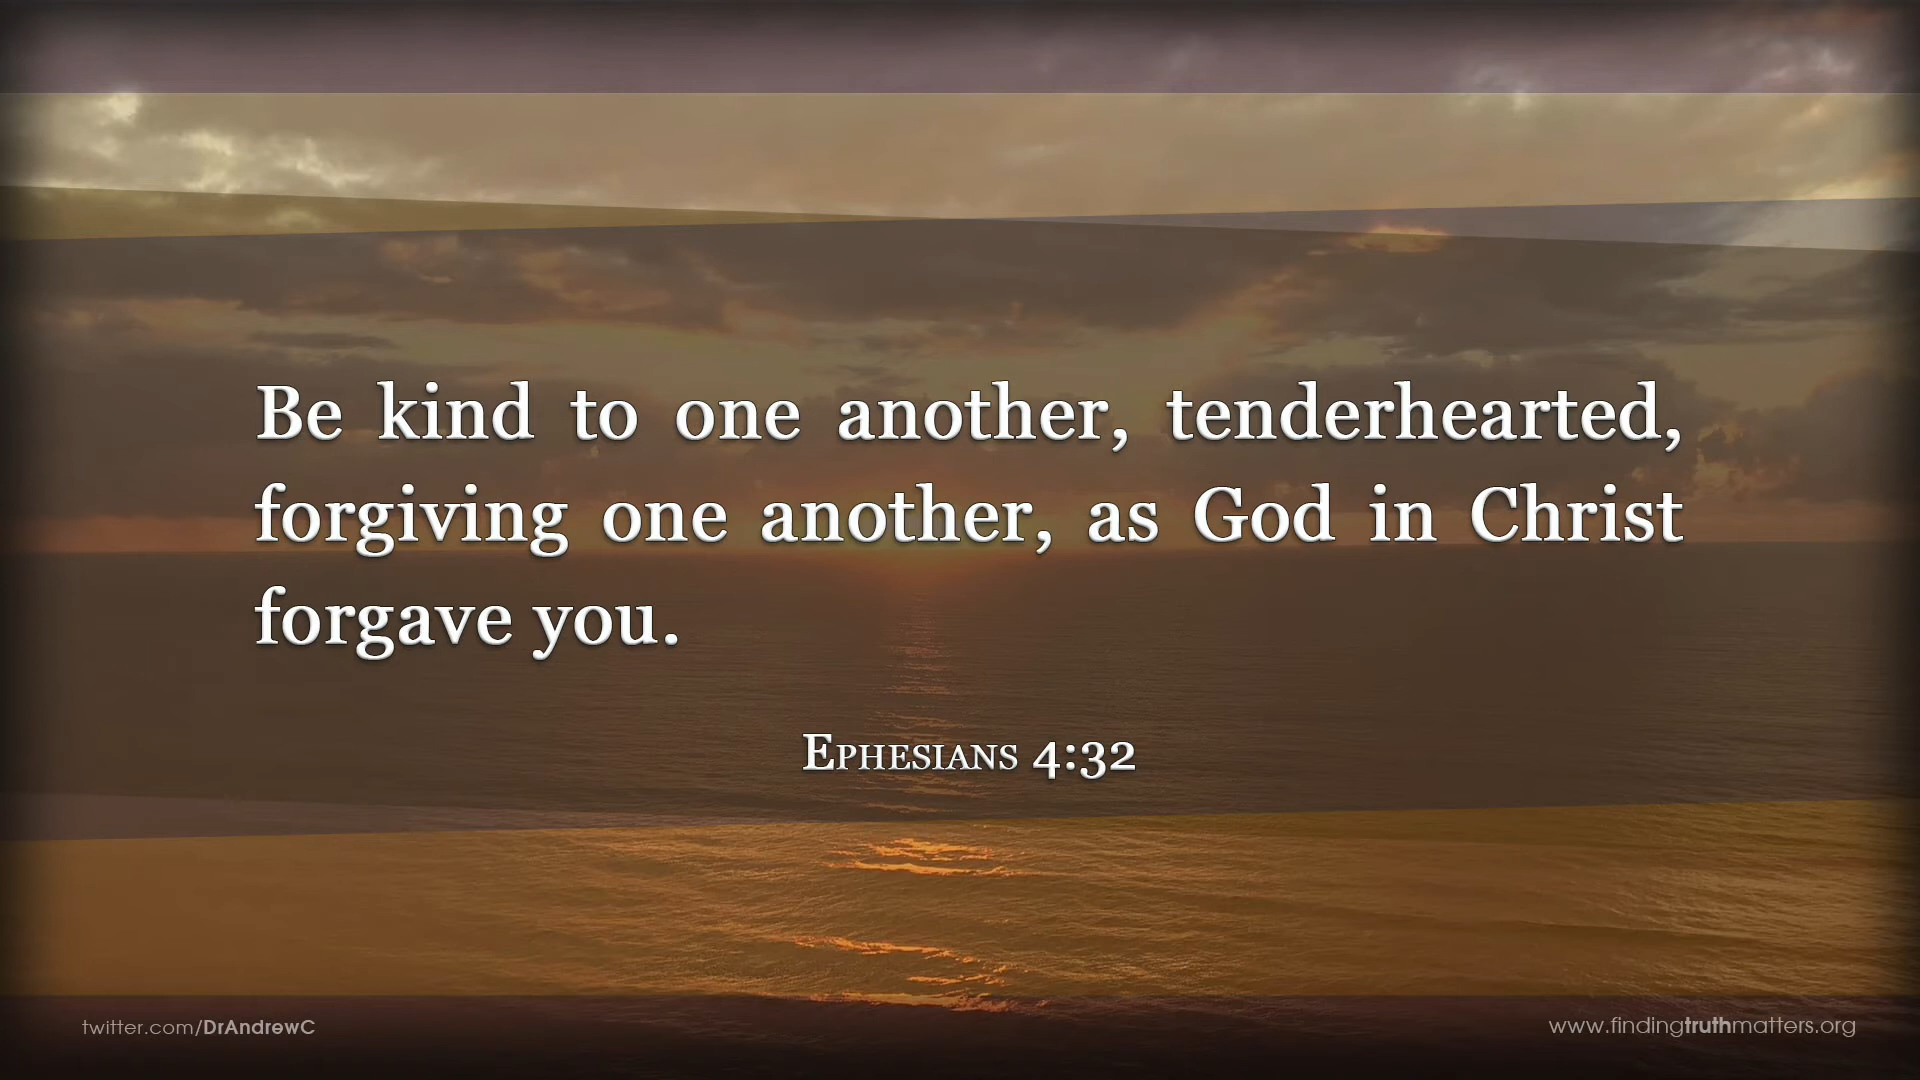 Be kind to one another, tenderhearted,
forgiving one another, as God in Christ
forgave you.
Ephesians 4:32
twitter.com/DrAndrewC
www.findingtruthmatters.org